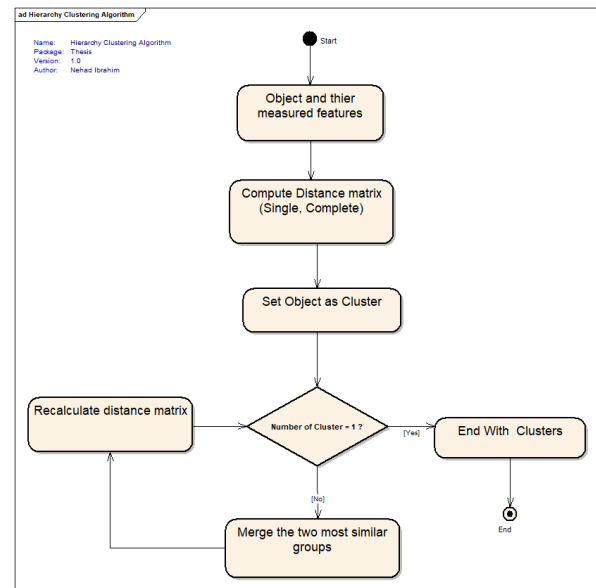 ad Hierarchy Clustering Algorithm
Name: Hierarchy Clustering Algorithm
Package: Thesis
Version: 1.0
Author: Nehad Ibrahim
Start
Object and thier
measured features
Compute Distance matrix
(Single, Complete)
Set Object as Cluster
Recalculate distance matrix
Number of Cluster = 1 ?
[Yes]
End With Clusters
[No]
End
Merge the two most similar
groups